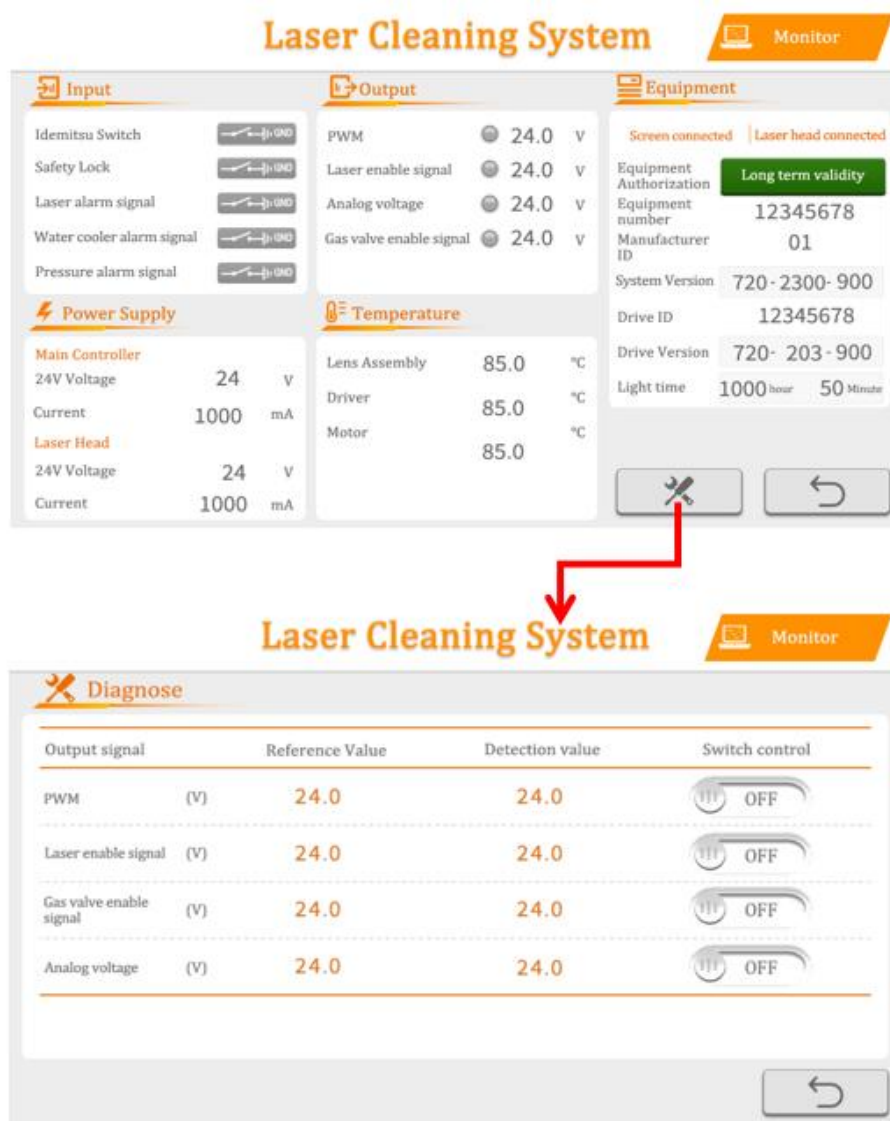 Laser Cleaning System
Monitor
Input
Idemitsu Switch GND
Safety Lock GND
Laser alarm signal GND
Water cooler alarm signal GND
Pressure alarm signal GND
Output
PWM 24.0 V
Laser enable signal 24.0 V
Analog voltage 24.0 V
Gas valve enable signal 24.0 V
Equipment
Screen connected Laser head connected
Equipment Authorization Long term validity
Equipment number 12345678
Manufacturer ID 01
System Version 720 - 2300 - 900
Drive ID 12345678
Drive Version 720 - 203 - 900
Light time 1000 hour 50 Minute
Power Supply
Main Controller
24V Voltage 24 V
Current 1000 mA
Laser Head
24V Voltage 24 V
Current 1000 mA
Temperature
Lens Assembly 85.0 °C
Driver 85.0 °C
Motor 85.0 °C
Laser Cleaning System
Monitor
Diagnose
Output signal Reference Value Detection value Switch control
PWM (V) 24.0 24.0 OFF
Laser enable signal (V) 24.0 24.0 OFF
Gas valve enable signal (V) 24.0 24.0 OFF
Analog voltage (V) 24.0 24.0 OFF